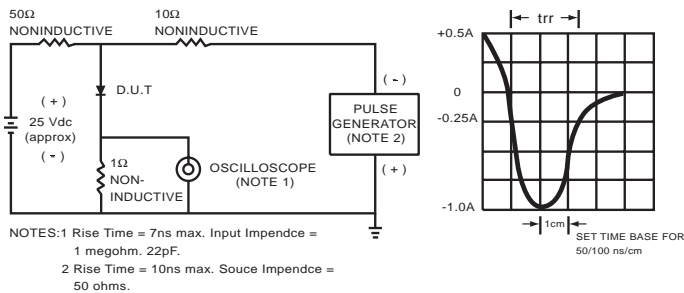 50Ω
NONINDUCTIVE
10Ω
NONINDUCTIVE
D.U.T
( + )
25 Vdc
(approx)
( - )
1Ω
NON-
INDUCTIVE
OSCILLOSCOPE
(NOTE 1)
( - )
PULSE
GENERATOR
(NOTE 2)
( + )
NOTES:1 Rise Time = 7ns max. Input Impendce =
1 megohm. 22pF.
2 Rise Time = 10ns max. Souce Impendce =
50 ohms.
trr
+0.5A
0
-0.25A
-1.0A
1cm
SET TIME BASE FOR
50/100 ns/cm